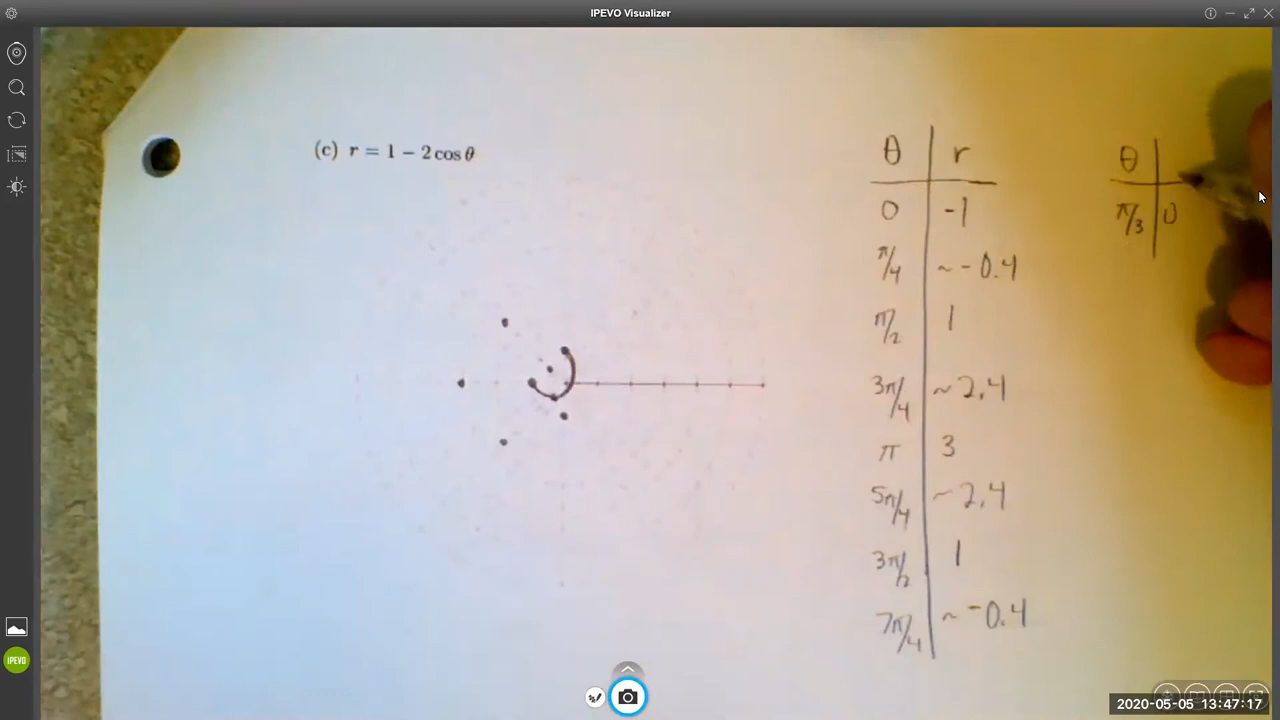 IPEVO Visualizer
(c) r = 1 − 2 cos θ
θ r
0 -1
π/4 ~ -0.4
π/2 1
3π/4 ~ 2.4
π 3
5π/4 ~ 2.4
3π/2 1
7π/4 ~ -0.4
θ
π/3 0
IPEVO
2020-05-05 13:47:17